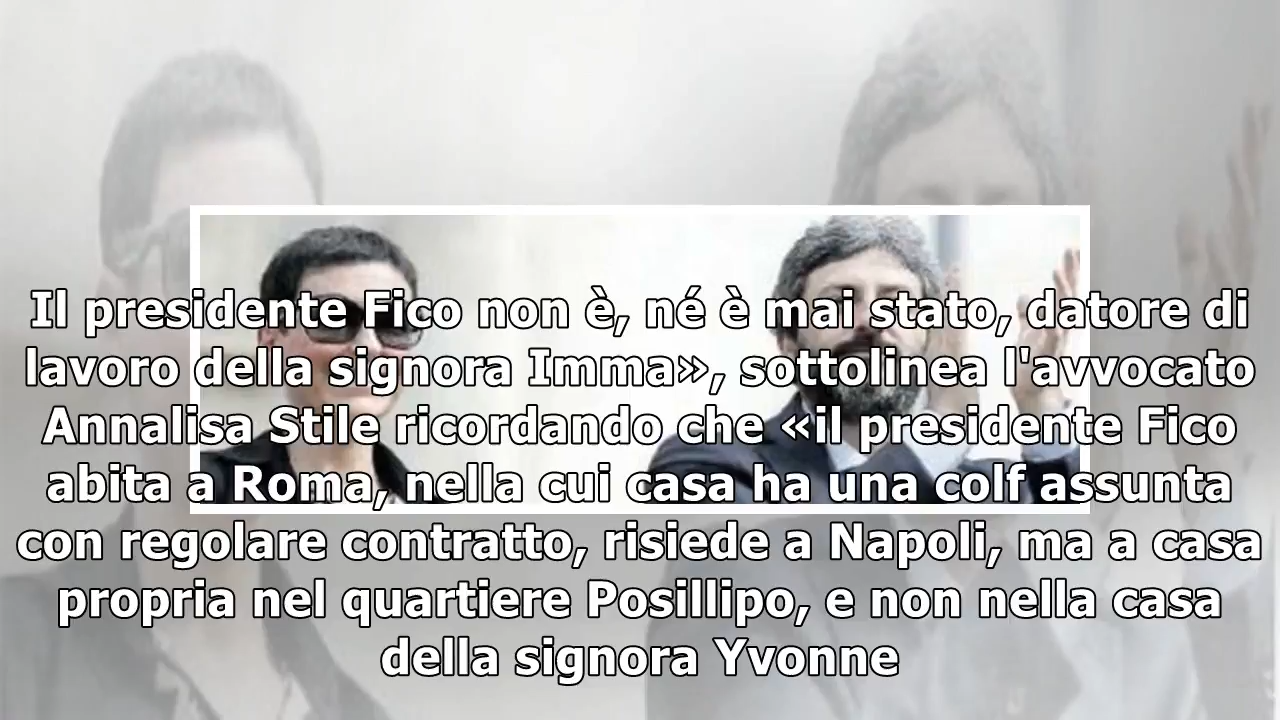 Il presidente Fico non è, né è mai stato, datore di
lavoro della signora Imma», sottolinea l'avvocato
Annalisa Stile ricordando che «il presidente Fico
abita a Roma, nella cui casa ha una colf assunta
con regolare contratto, risiede a Napoli, ma a casa
propria nel quartiere Posillipo, e non nella casa
della signora Yvonne